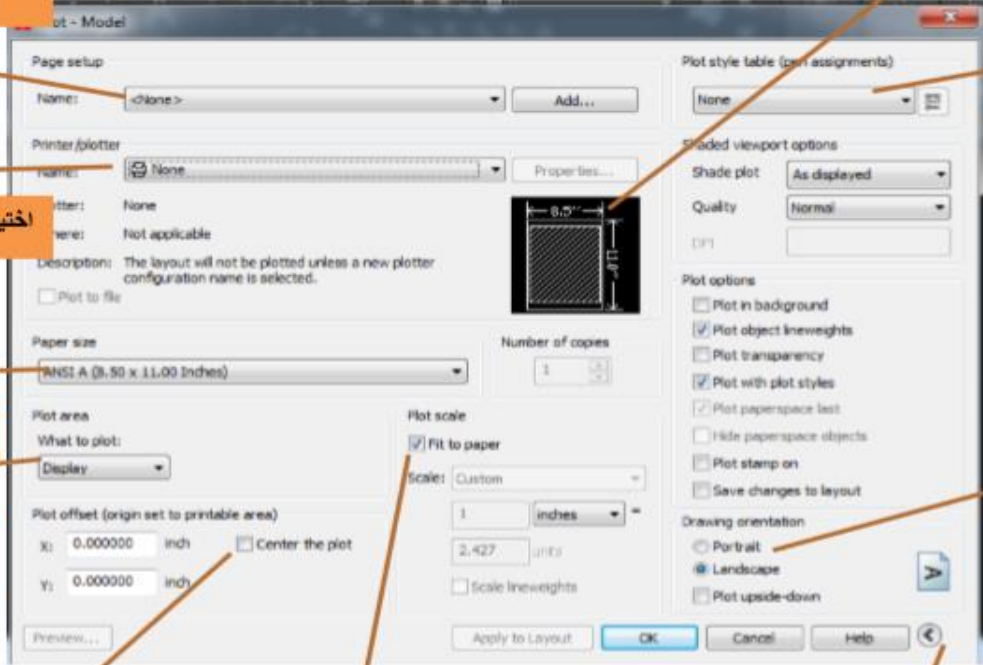 ot - Model
Page setup
Name:
<None>
Add...
Plot style table (pen assignments)
None
Printer/plotter
Name:
None
Properties...
Shaded viewport options
Shade plot
As displayed
Quality
Normal
DPI
اختي
tter:
None
here:
Not applicable
Description:
The layout will not be plotted unless a new plotter
configuration name is selected.
Plot to file
8.5"
11.0"
Plot options
Plot in background
Plot object lineweights
Plot transparency
Plot with plot styles
Plot paperspace last
Hide paperspace objects
Plot stamp on
Save changes to layout
Paper size
ANSI A (8.50 x 11.00 Inches)
Number of copies
1
Plot area
What to plot:
Display
Plot scale
Fit to paper
Scale:
Custom
1
inches
=
2.427
units
Scale lineweights
Plot offset (origin set to printable area)
X:
0.000000
inch
Center the plot
Y:
0.000000
inch
Drawing orientation
Portrait
Landscape
Plot upside-down
A
Preview...
Apply to Layout
OK
Cancel
Help